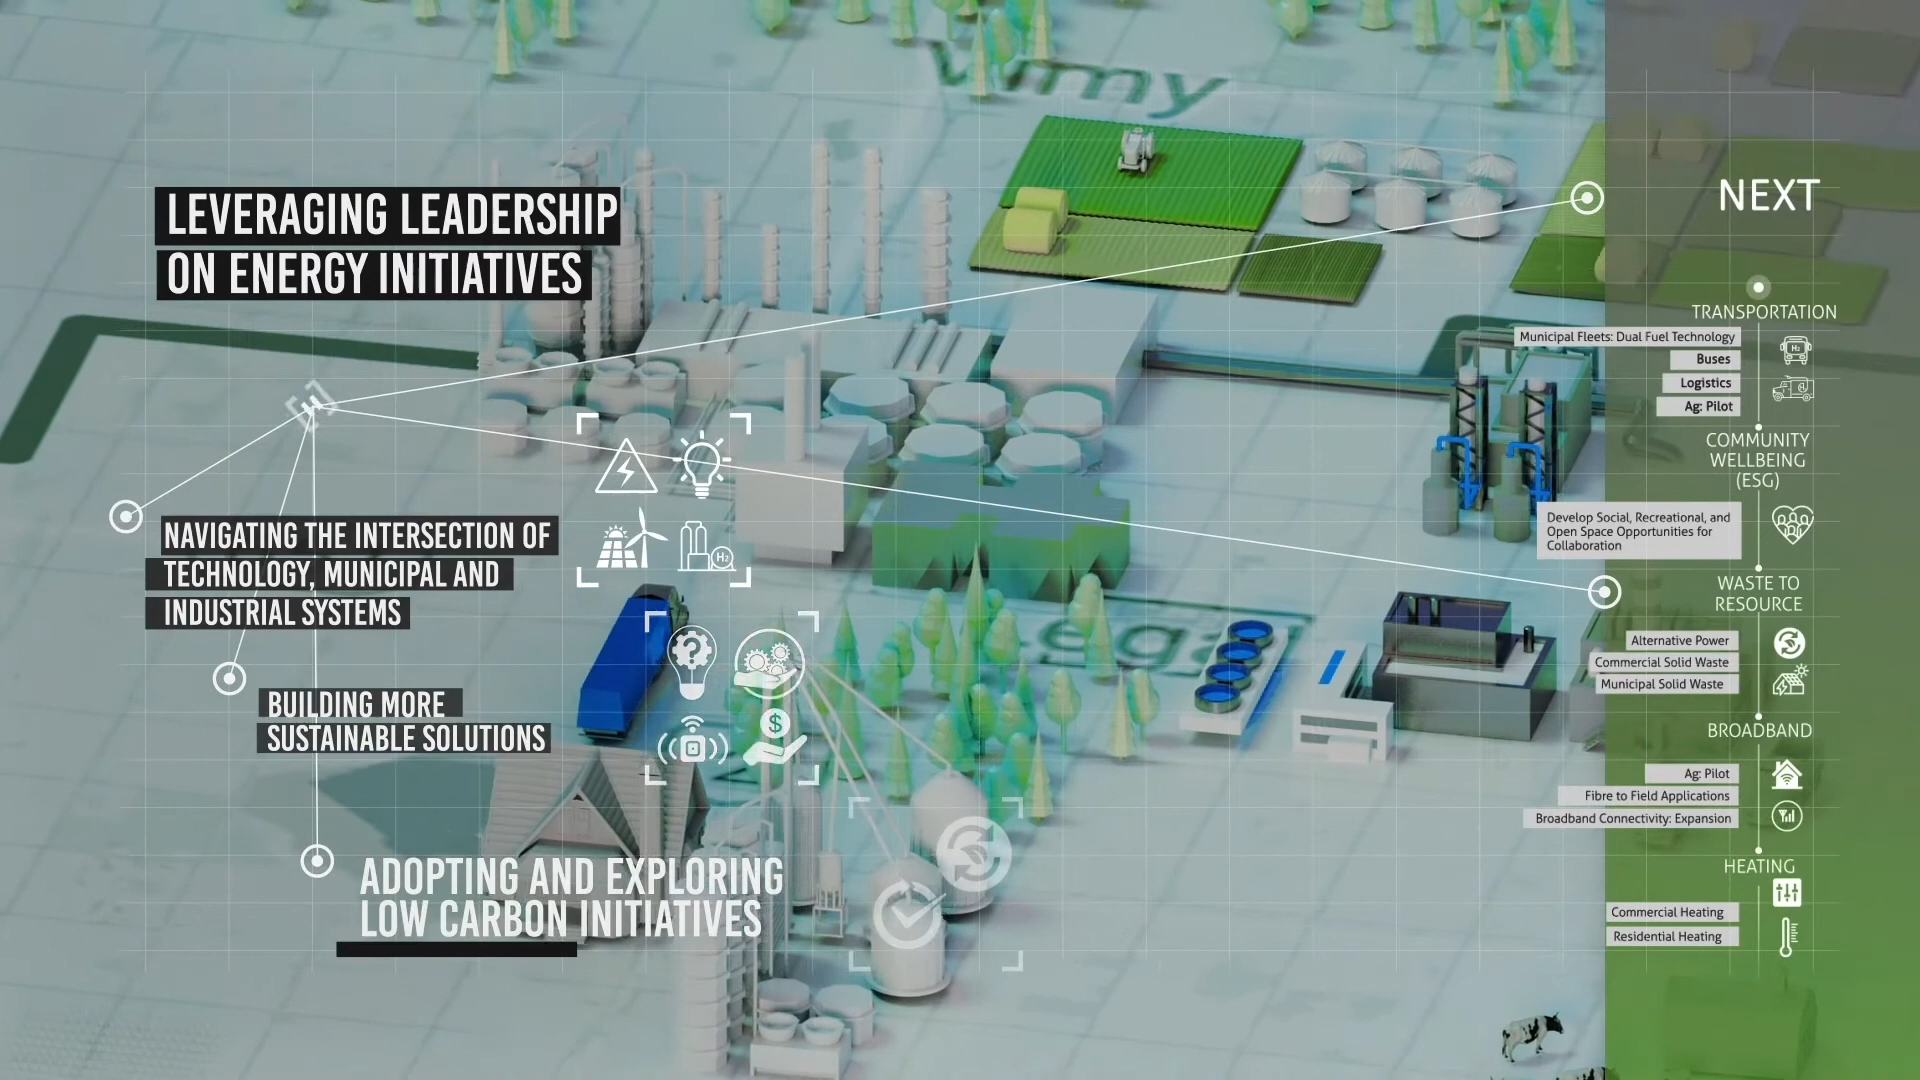 Vimy
LEVERAGING LEADERSHIP
ON ENERGY INITIATIVES
NAVIGATING THE INTERSECTION OF
TECHNOLOGY, MUNICIPAL AND
INDUSTRIAL SYSTEMS
H2
BUILDING MORE
SUSTAINABLE SOLUTIONS
?
$
ADOPTING AND EXPLORING
LOW CARBON INITIATIVES
NEXT
TRANSPORTATION
Municipal Fleets: Dual Fuel Technology
H2
Buses
Logistics
Ag: Pilot
COMMUNITY
WELLBEING
(ESG)
Develop Social, Recreational, and
Open Space Opportunities for
Collaboration
WASTE TO
RESOURCE
Alternative Power
Commercial Solid Waste
Municipal Solid Waste
BROADBAND
Ag: Pilot
Fibre to Field Applications
Broadband Connectivity: Expansion
HEATING
Commercial Heating
Residential Heating